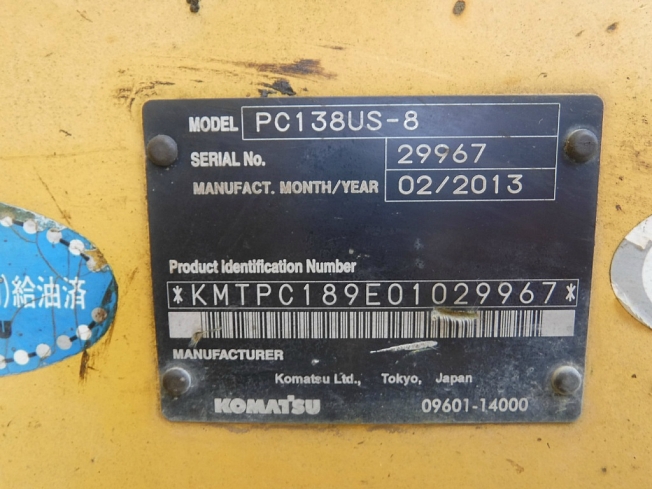 MODEL PC138US-8
SERIAL No. 29967
MANUFACT. MONTH/YEAR 02/2013
Product Identification Number
*KMTPC189E01029967*
MANUFACTURER
Komatsu Ltd., Tokyo, Japan
KOMATSU 09601-14000
)給油済